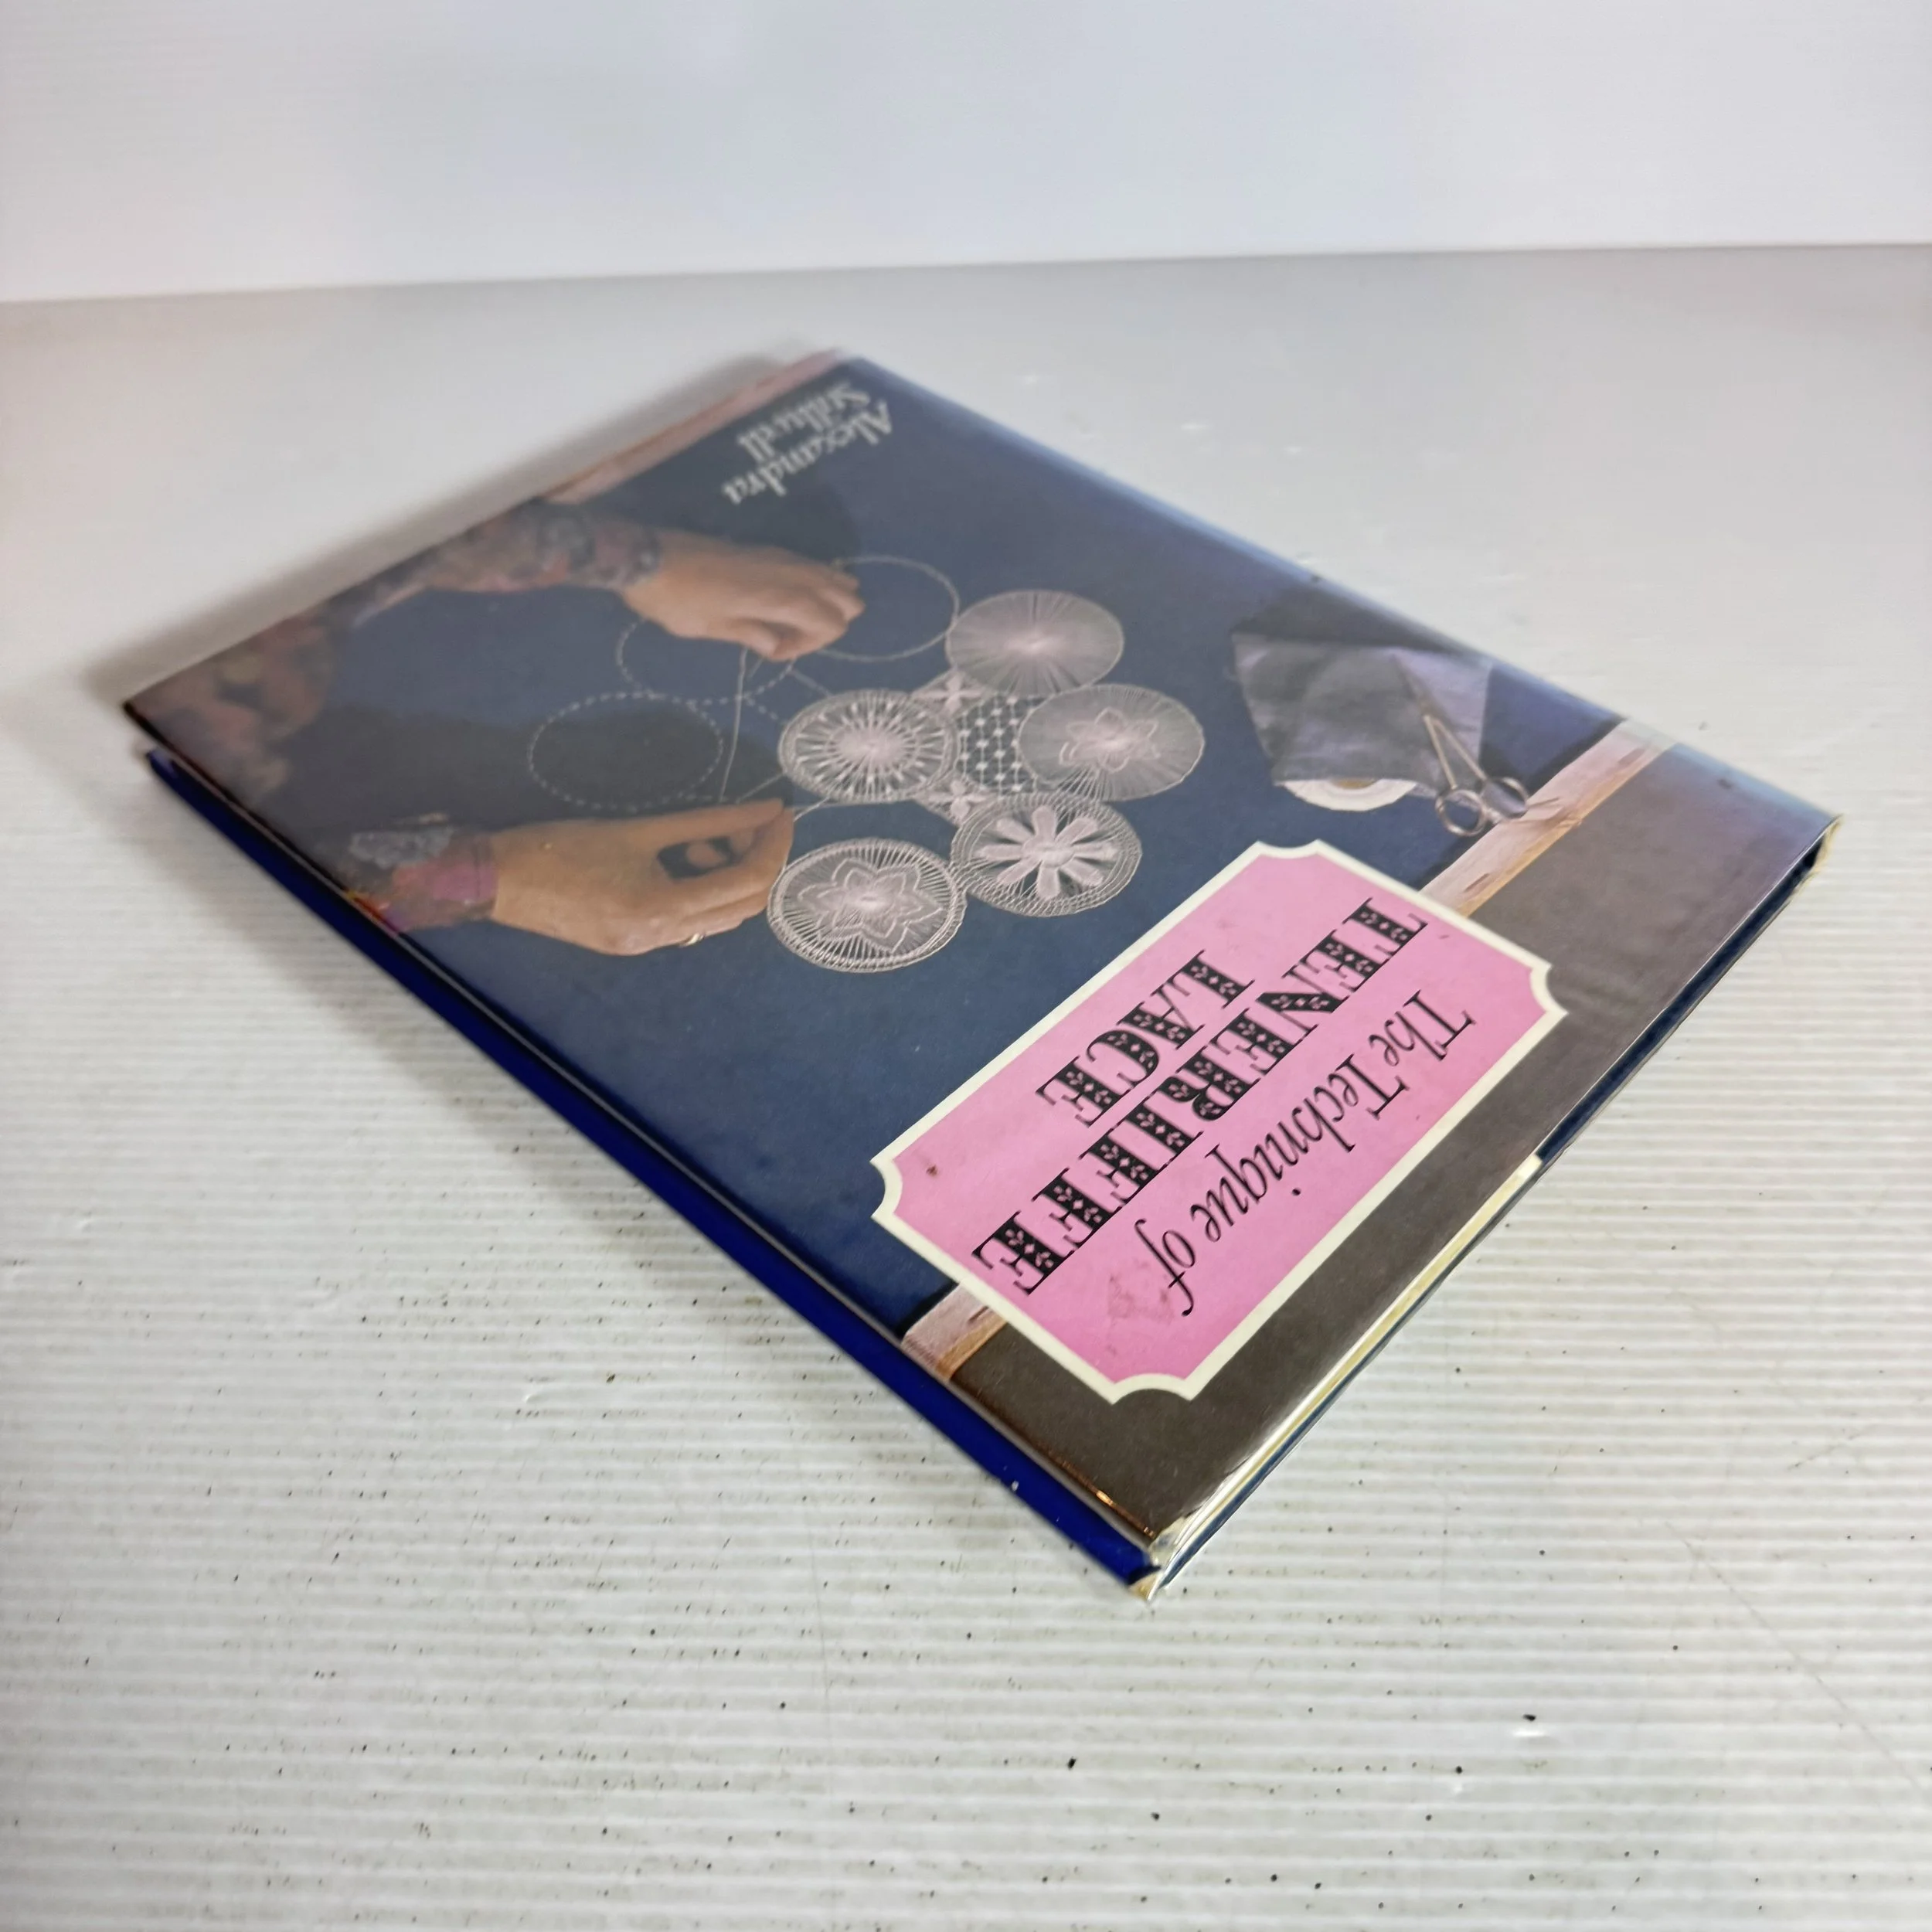 The Technique of
TENERIFFE
LACE
Alexandra
Stillwell